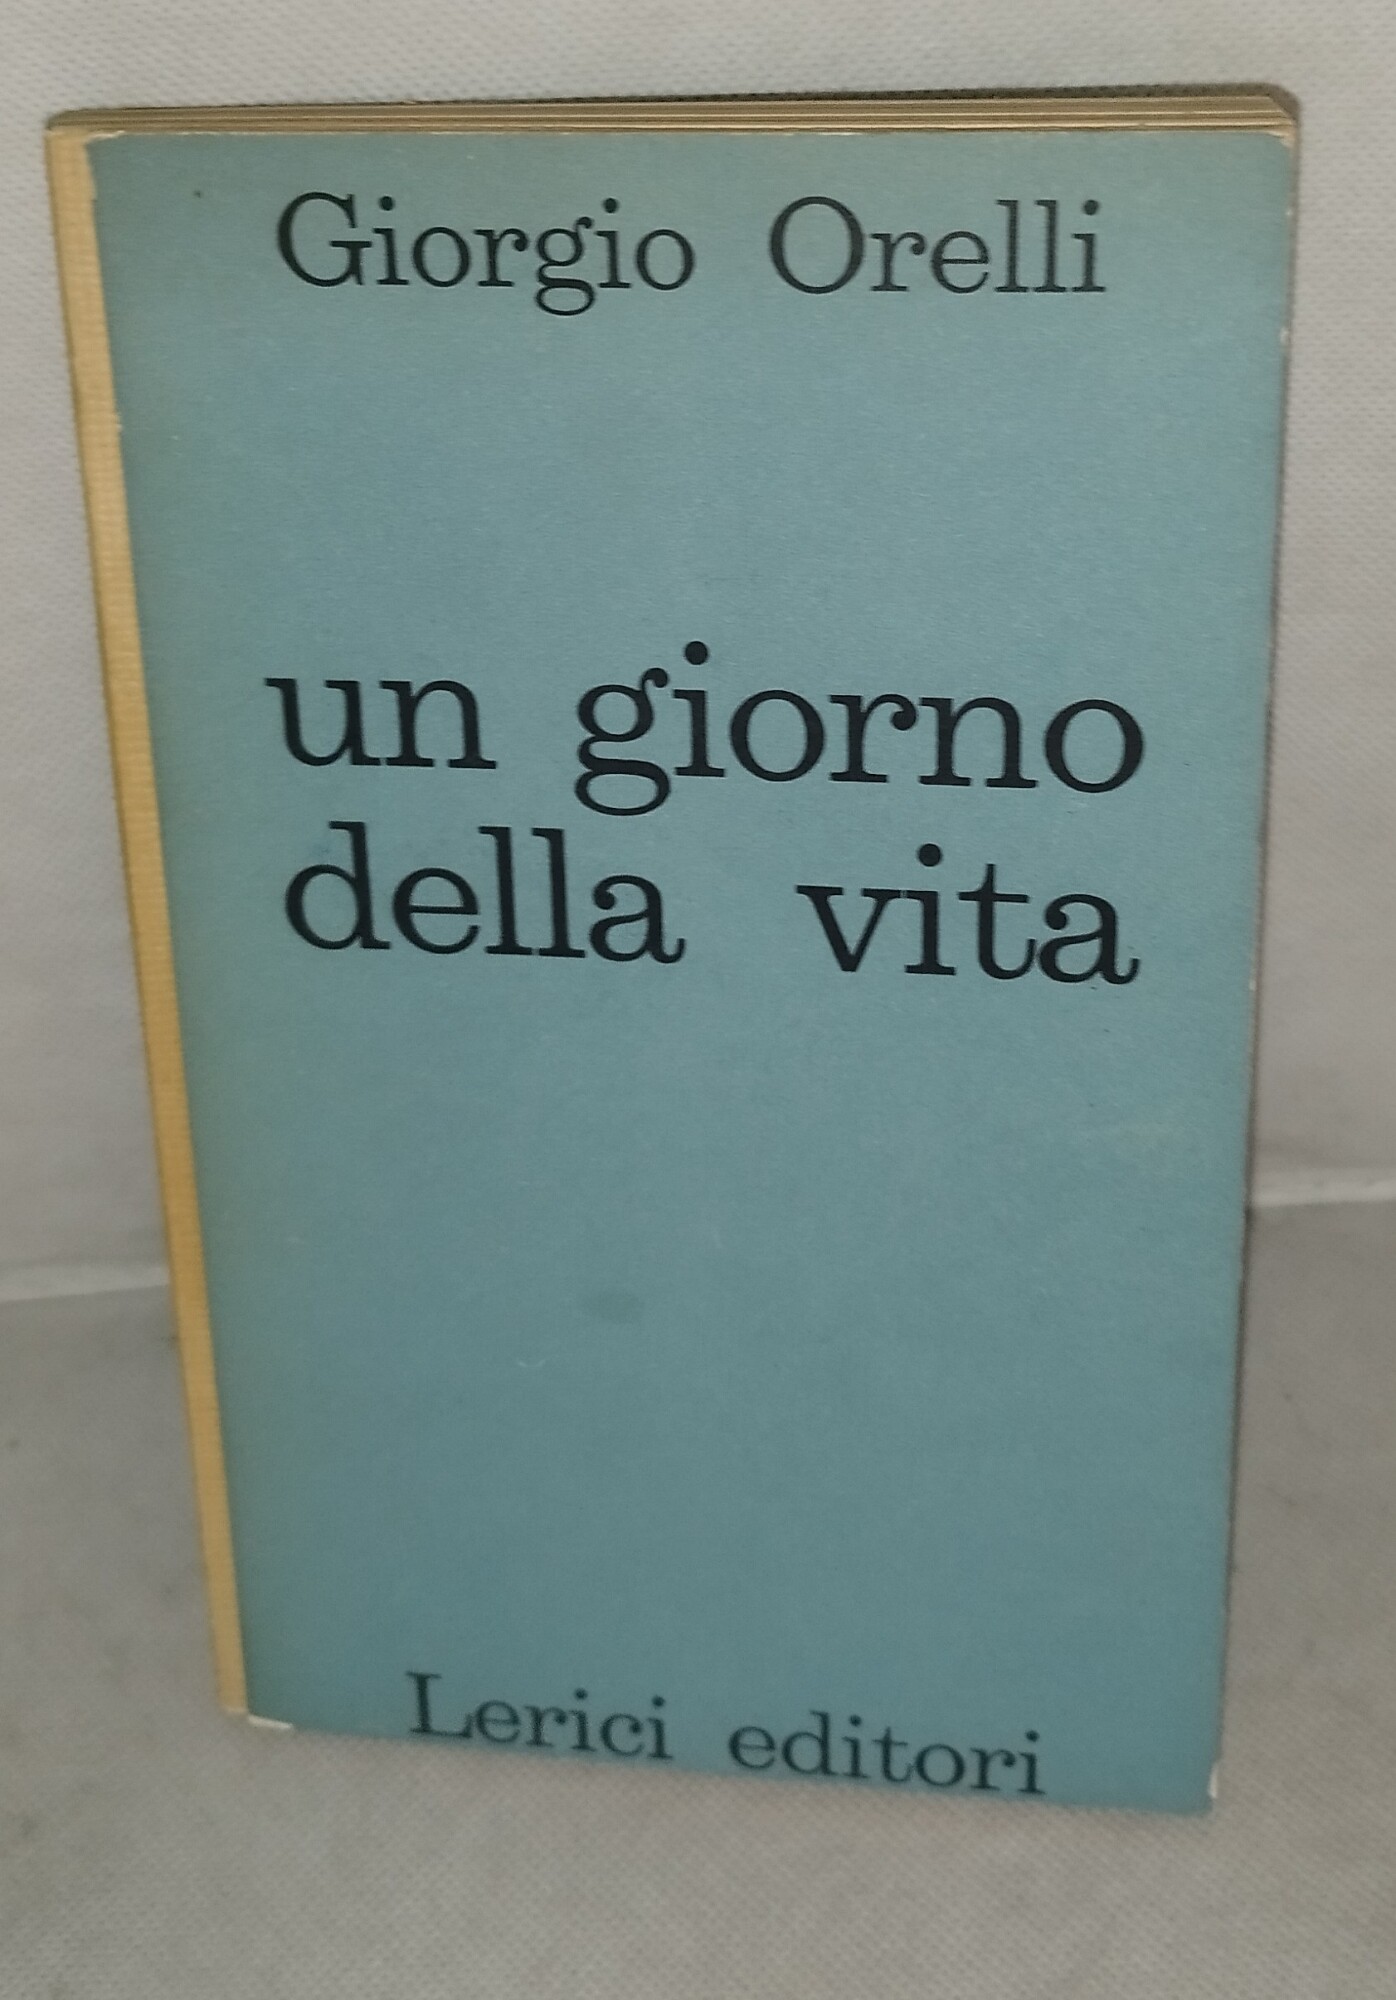 Giorgio Orelli
un giorno
della vita
Lerici editori